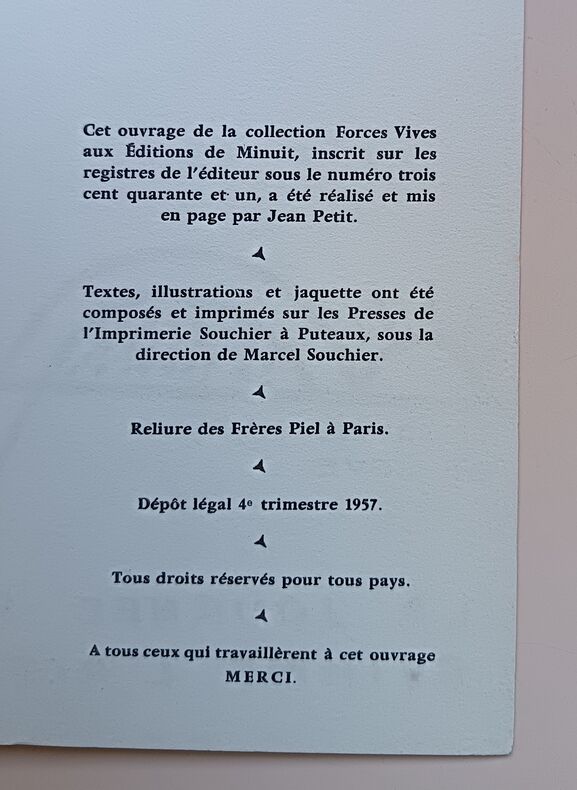 Cet ouvrage de la collection Forces Vives
aux Éditions de Minuit, inscrit sur les
registres de l'éditeur sous le numéro trois
cent quarante et un, a été réalisé et mis
en page par Jean Petit.
Textes, illustrations et jaquette ont été
composés et imprimés sur les Presses de
l'Imprimerie Souchier à Puteaux, sous la
direction de Marcel Souchier.
Reliure des Frères Piel à Paris.
Dépôt légal 4e trimestre 1957.
Tous droits réservés pour tous pays.
A tous ceux qui travaillèrent à cet ouvrage
MERCI.